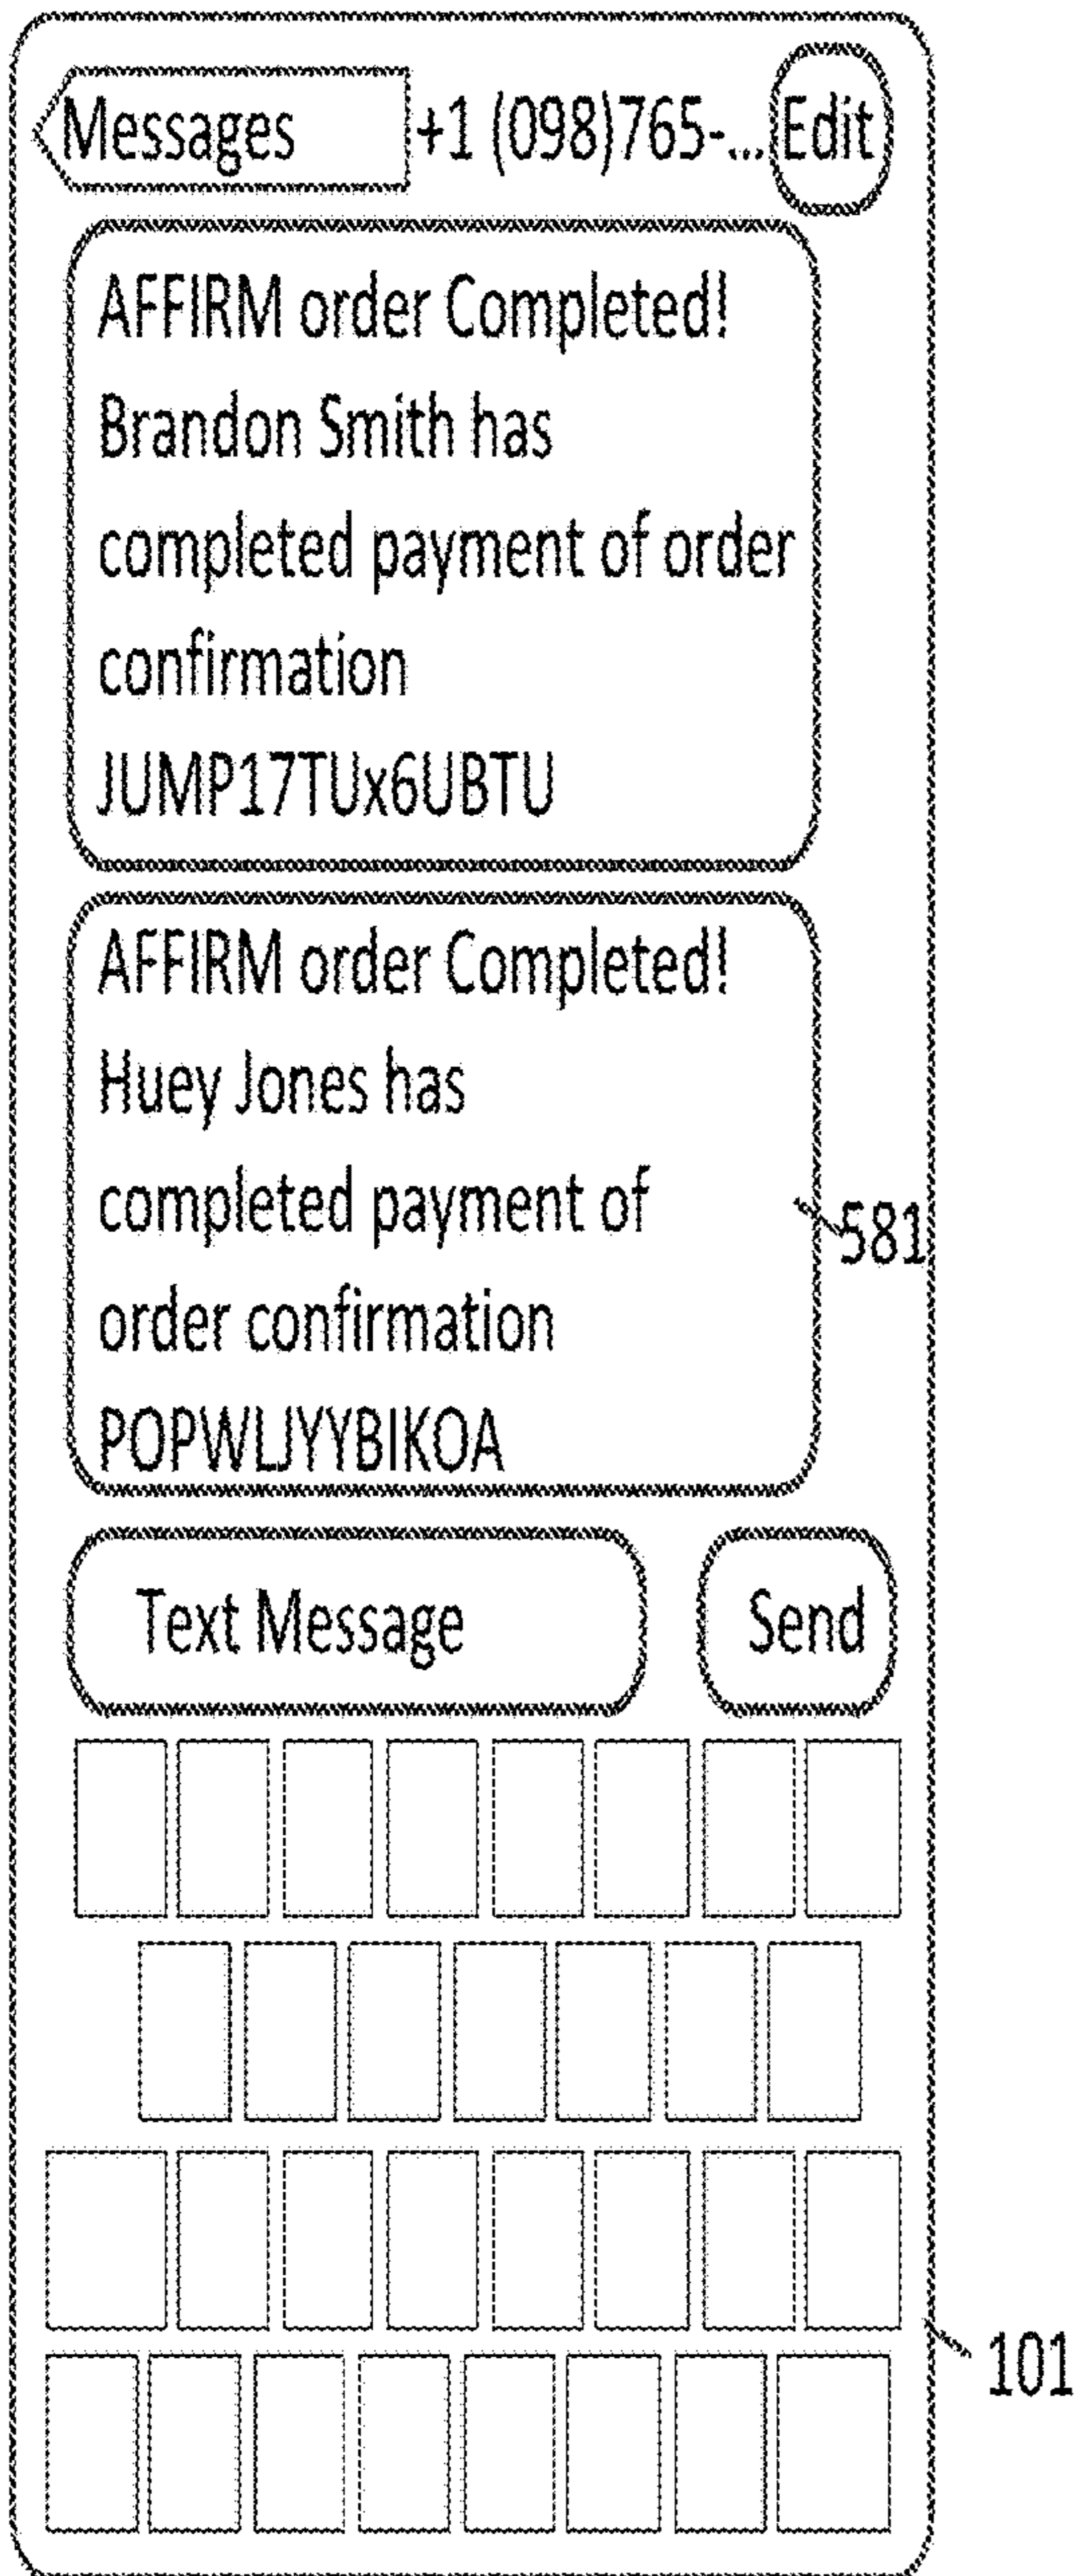 Messages +1 (098)765-... Edit
AFFIRM order Completed!
Brandon Smith has
completed payment of order
confirmation
JUMP17TUx6UBTU
AFFIRM order Completed!
Huey Jones has
completed payment of
order confirmation
POPWLJYYBIKOA
581
Text Message Send
101